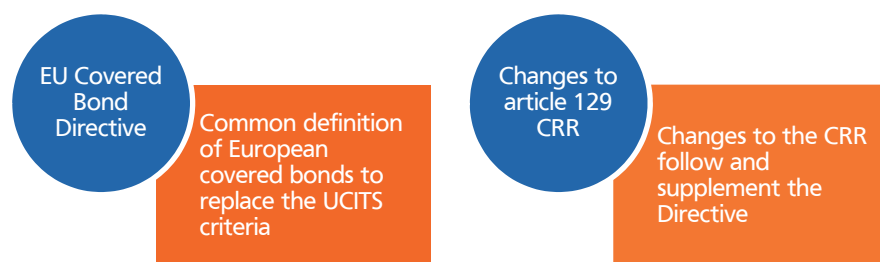 EU Covered
Bond
Directive
Common definition
of European
covered bonds to
replace the UCITS
criteria
Changes to
article 129
CRR
Changes to the CRR
follow and
supplement the
Directive